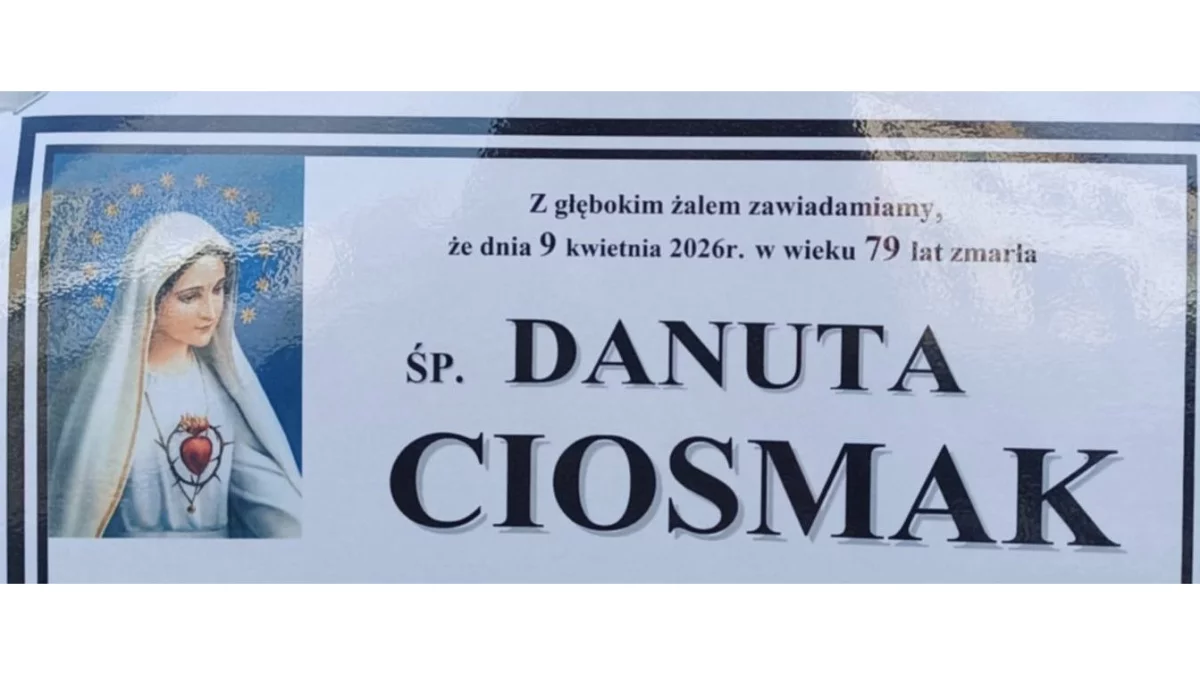 Z głębokim żalem zawiadamiamy,
że dnia 9 kwietnia 2026r. w wieku 79 lat zmarła
ŚP. DANUTA
CIOSMAK